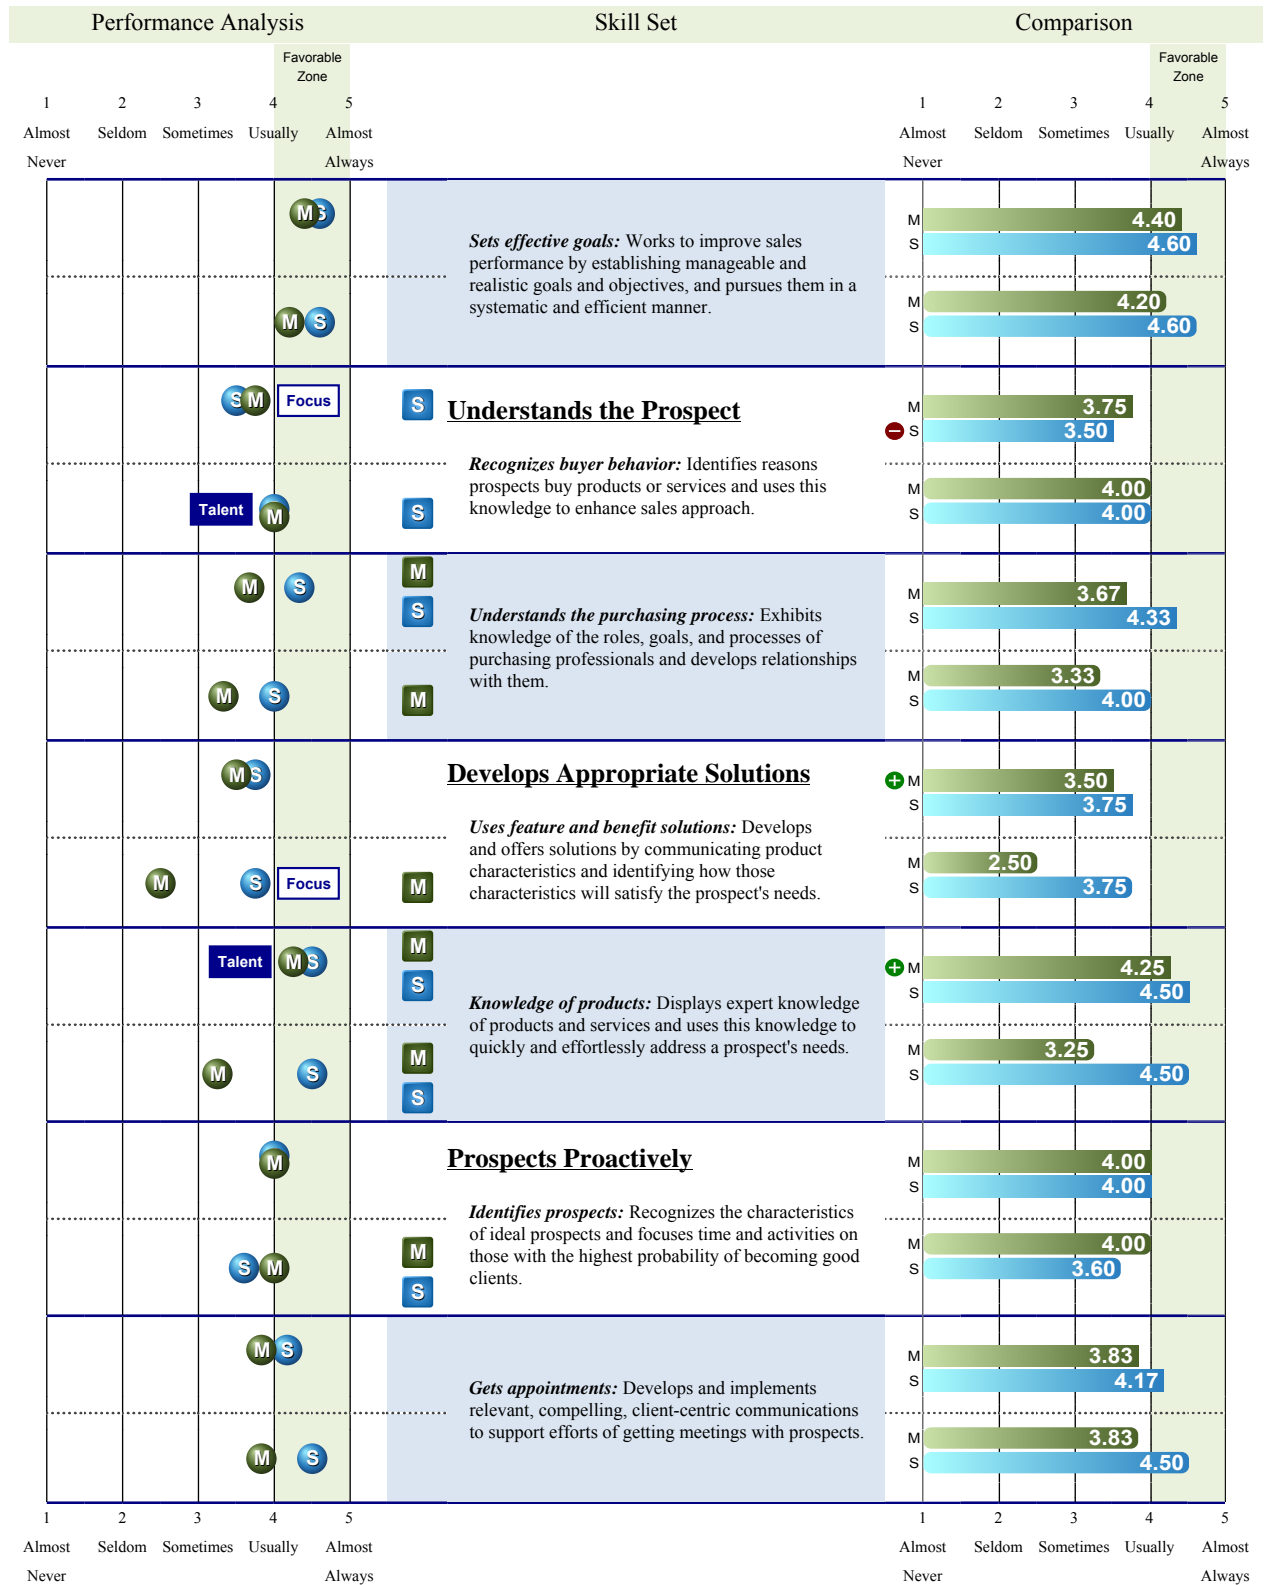 Performance Analysis Skill Set Comparison
Favorable Favorable
Zone Zone
1 2 3 4 5 1 2 3 4 5
Almost Seldom Sometimes Usually Almost Almost Seldom Sometimes Usually Almost
Never Always Never Always
M S
M 4.40
S 4.60
Sets effective goals: Works to improve sales
performance by establishing manageable and
realistic goals and objectives, and pursues them in a
systematic and efficient manner.
M S
M 4.20
S 4.60
S M Focus S
Understands the Prospect
M 3.75
S 3.50
Recognizes buyer behavior: Identifies reasons
prospects buy products or services and uses this
knowledge to enhance sales approach.
Talent M S
M 4.00
S 4.00
M S M
S
M 3.67
S 4.33
Understands the purchasing process: Exhibits
knowledge of the roles, goals, and processes of
purchasing professionals and develops relationships
with them.
M S M
M 3.33
S 4.00
M S
Develops Appropriate Solutions
M 3.50
S 3.75
Uses feature and benefit solutions: Develops
and offers solutions by communicating product
characteristics and identifying how those
characteristics will satisfy the prospect's needs.
M S Focus M
M 2.50
S 3.75
Talent M S M
S
M 4.25
S 4.50
Knowledge of products: Displays expert knowledge
of products and services and uses this knowledge to
quickly and effortlessly address a prospect's needs.
M S M
S
M 3.25
S 4.50
M
Prospects Proactively
M 4.00
S 4.00
Identifies prospects: Recognizes the characteristics
of ideal prospects and focuses time and activities on
those with the highest probability of becoming good
clients.
S M M
S
M 4.00
S 3.60
M S
M 3.83
S 4.17
Gets appointments: Develops and implements
relevant, compelling, client-centric communications
to support efforts of getting meetings with prospects.
M S
M 3.83
S 4.50
1 2 3 4 5 1 2 3 4 5
Almost Seldom Sometimes Usually Almost Almost Seldom Sometimes Usually Almost
Never Always Never Always